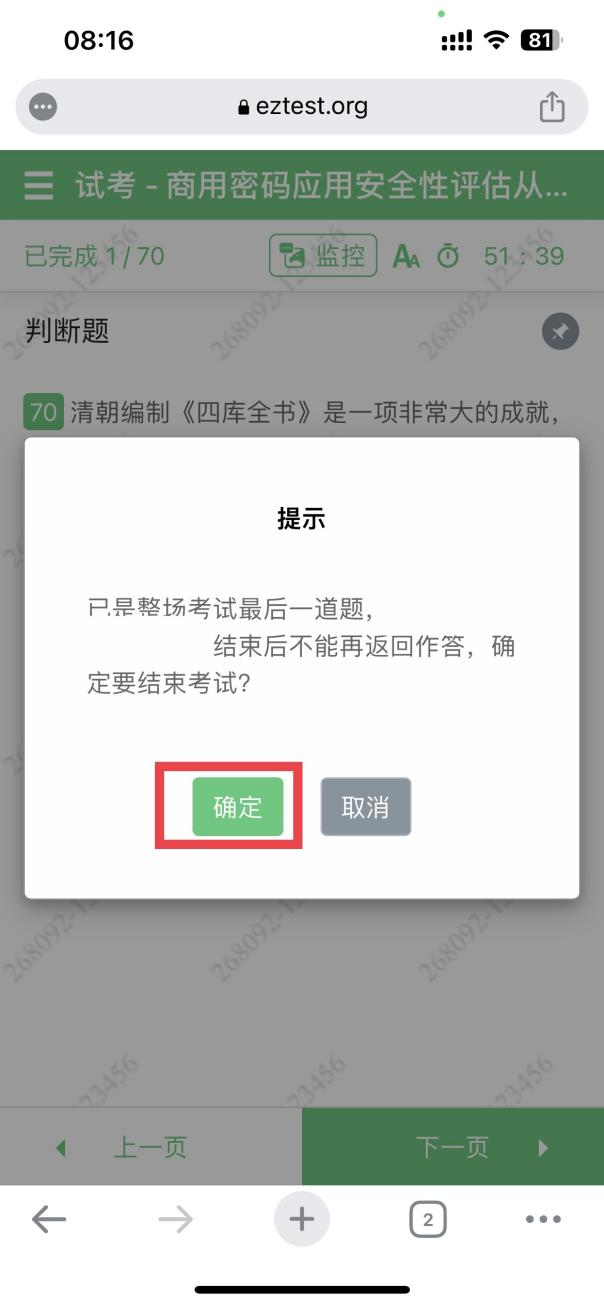 08:16
81
eztest.org
试考 - 商用密码应用安全性评估从...
已完成 1 / 70
监控
AA
51 : 39
判断题
70 清朝编制《四库全书》是一项非常大的成就，
提示
已是整场考试最后一道题，
结束后不能再返回作答，确
定要结束考试?
确定
取消
268092-123456
上一页
下一页
2